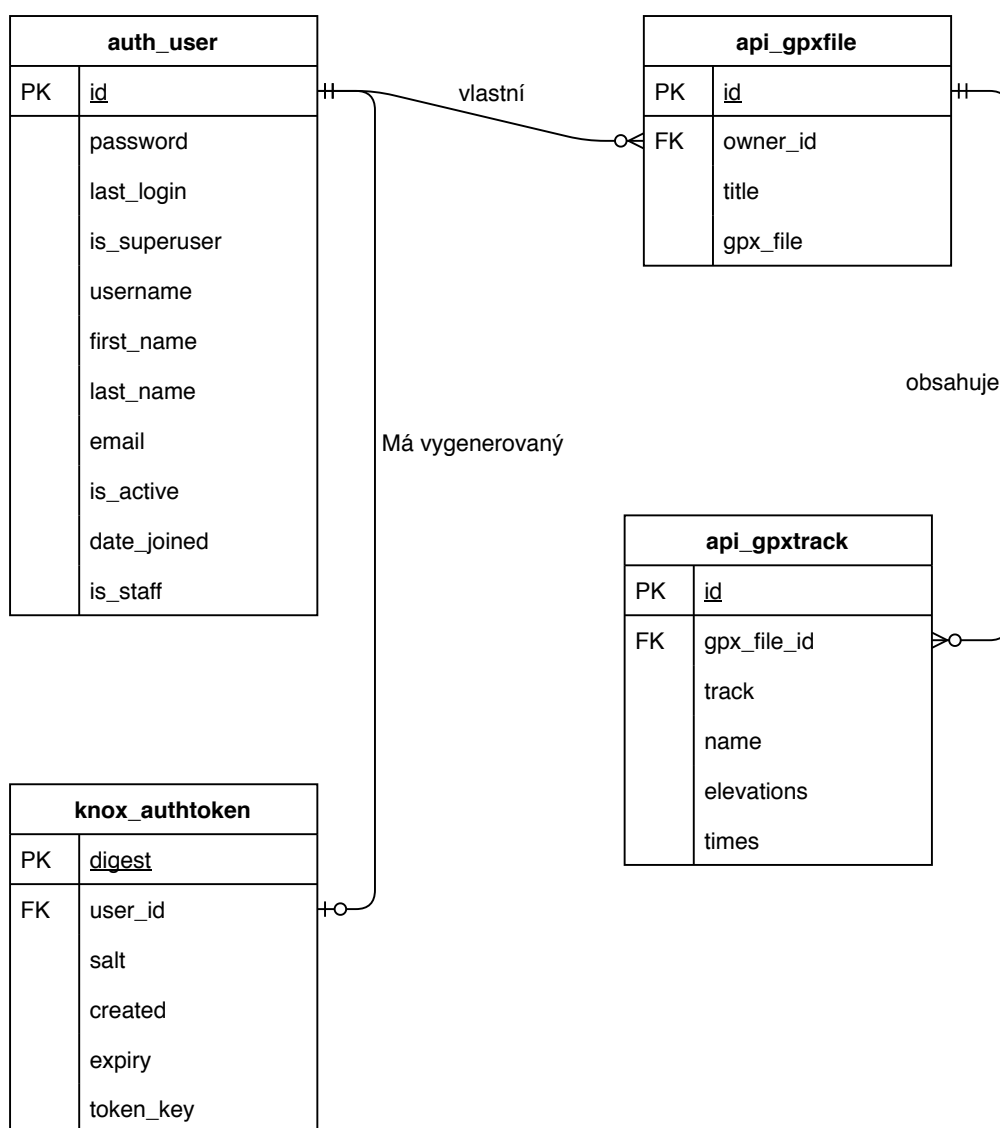 auth_user
PK id
password
last_login
is_superuser
username
first_name
last_name
email
is_active
date_joined
is_staff
vlastní
api_gpxfile
PK id
FK owner_id
title
gpx_file
obsahuje
Má vygenerovaný
api_gpxtrack
PK id
FK gpx_file_id
track
name
elevations
times
knox_authtoken
PK digest
FK user_id
salt
created
expiry
token_key